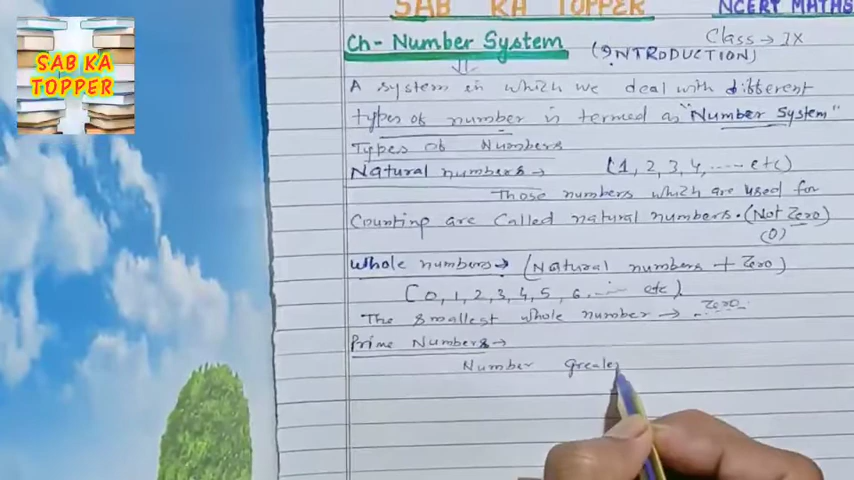 SAB KA TOPPER
NCERT MATHS
SAB KA
TOPPER
Ch- Number System
Class → IX
(INTRODUCTION)
A system in which we deal with different
types of number is termed as "Number System"
Types of Numbers
Natural numbers → (1, 2, 3, 4, ..... etc)
Those numbers which are used for
Counting are Called natural numbers. (Not Zero)
(0)
Whole numbers → (Natural numbers + Zero)
(0, 1, 2, 3, 4, 5, 6..... etc)
The smallest whole number → Zero
Prime Numbers →
Number greater